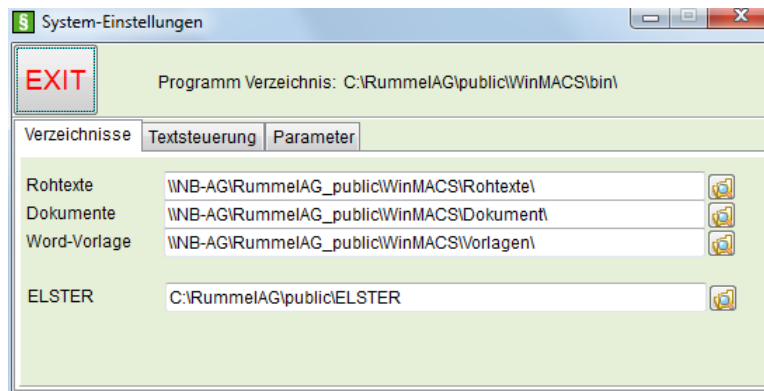 § System-Einstellungen
EXIT
Programm Verzeichnis: C:\RummelAG\public\WinMACS\bin\
Verzeichnisse Textsteuerung Parameter
Rohtexte \\NB-AG\RummelAG_public\WinMACS\Rohtexte\
Dokumente \\NB-AG\RummelAG_public\WinMACS\Dokument\
Word-Vorlage \\NB-AG\RummelAG_public\WinMACS\Vorlagen\
ELSTER C:\RummelAG\public\ELSTER